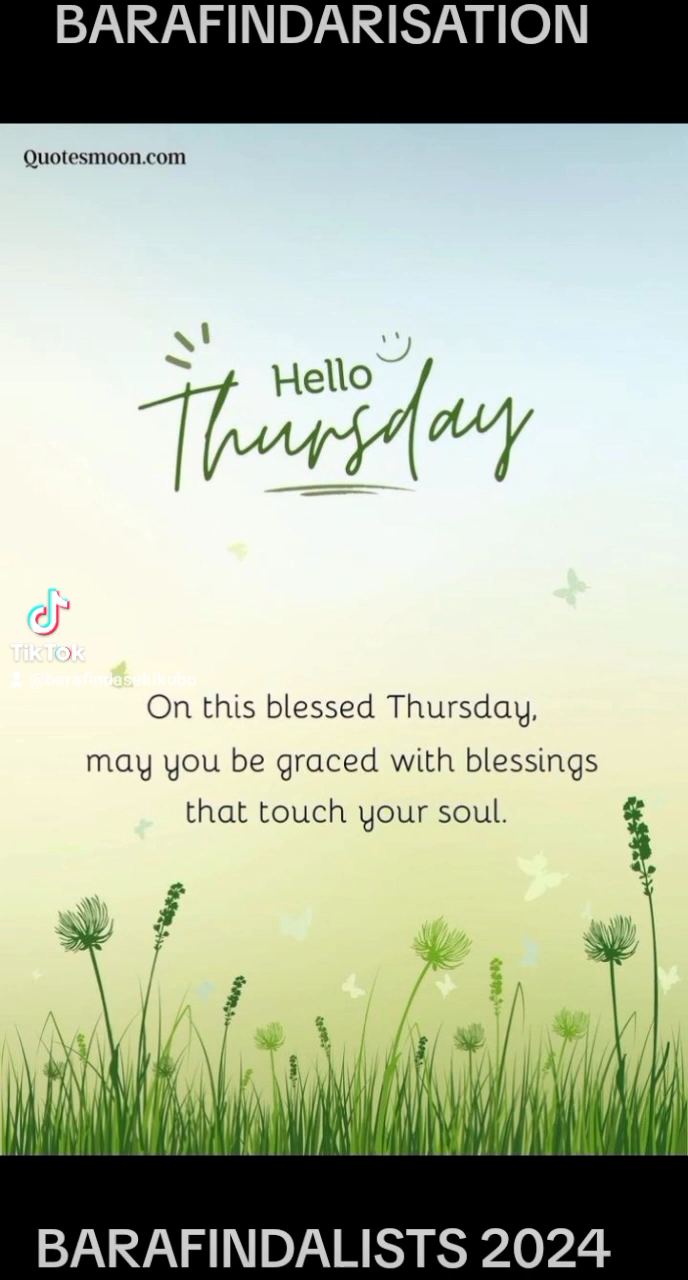 BARAFINDARISATION
Quotesmoon.com
Hello
Thursday
TikTok
On this blessed Thursday,
may you be graced with blessings
that touch your soul.
BARAFINDALISTS 2024